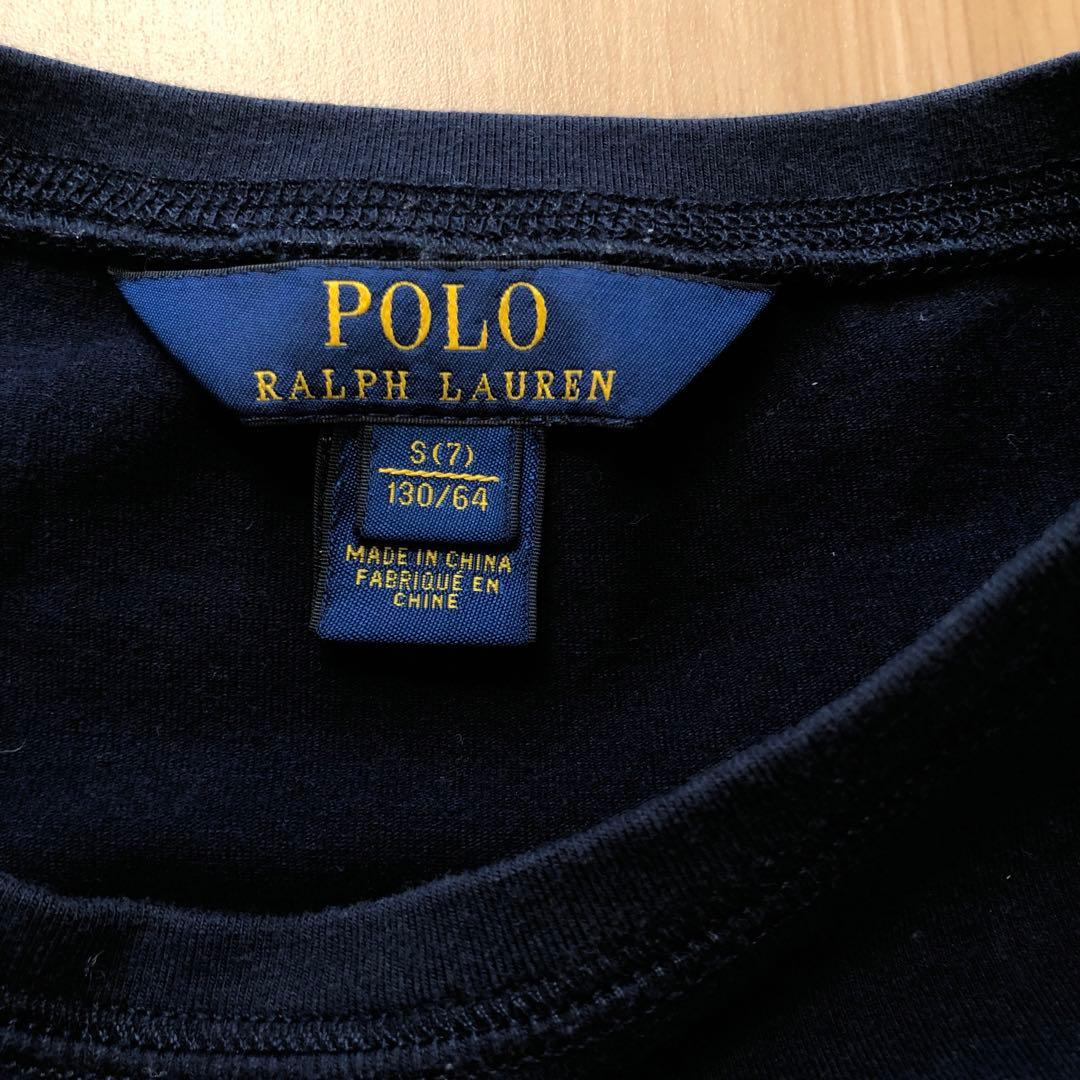 POLO
RALPH LAUREN
S(7)
130/64
MADE IN CHINA
FABRIQUÉ EN
CHINE